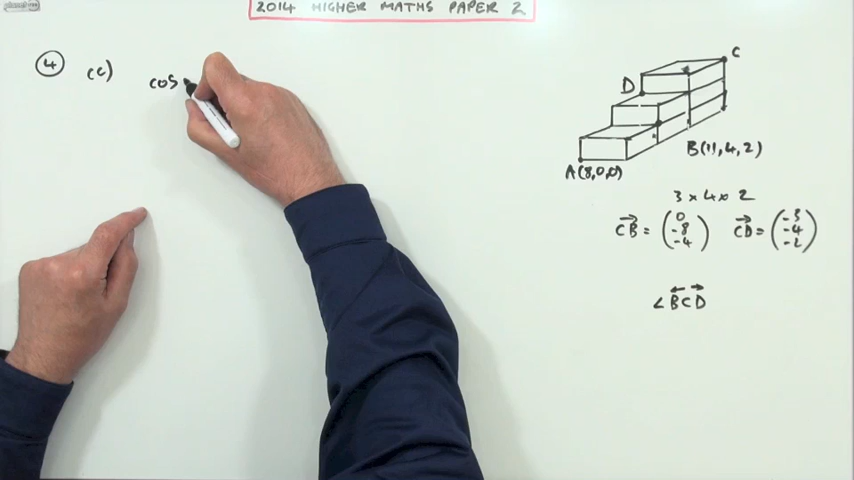 2014 HIGHER MATHS PAPER 2
4 (c) cos
C
D
B(11,4,2)
A(8,0,0)
3 x 4 x 2
CB = (0 -8 -4) CD = (-3 -4 -2)
∠BCD